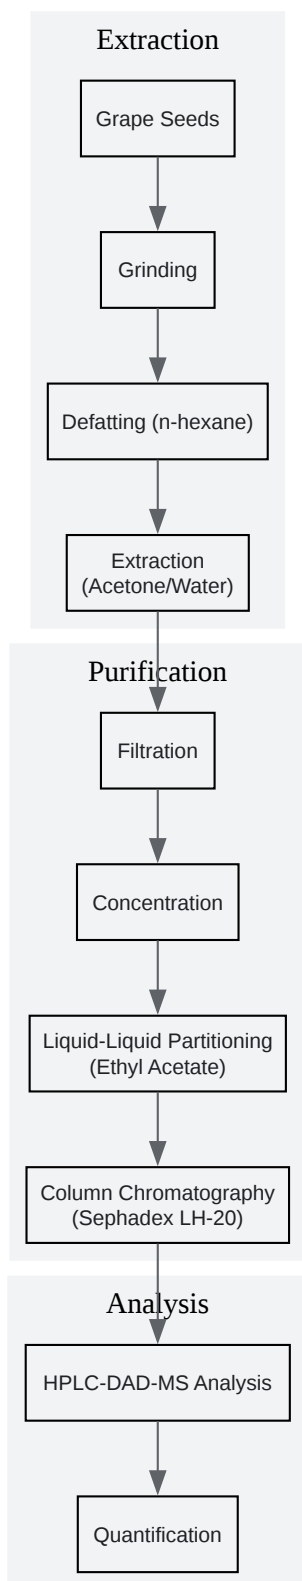 Extraction
Grape Seeds
Grinding
Defatting (n-hexane)
Extraction
(Acetone/Water)
Purification
Filtration
Concentration
Liquid-Liquid Partitioning
(Ethyl Acetate)
Column Chromatography
(Sephadex LH-20)
Analysis
HPLC-DAD-MS Analysis
Quantification